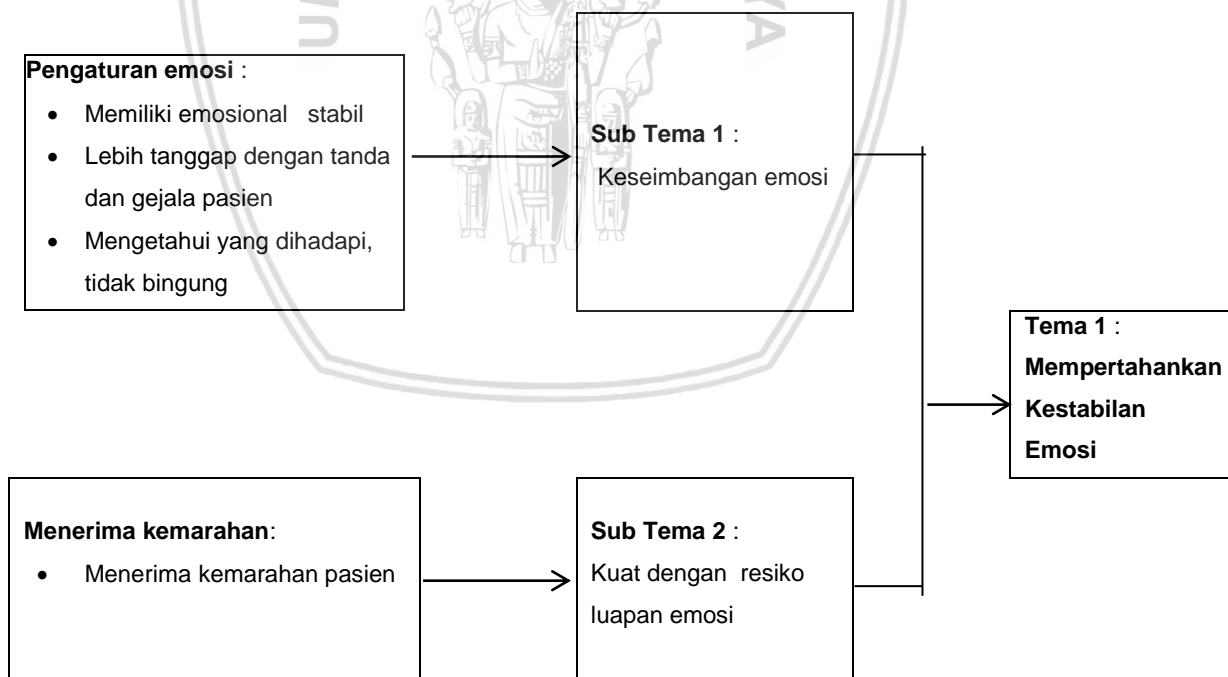 Pengaturan emosi :
• Memiliki emosional stabil
• Lebih tanggap dengan tanda
dan gejala pasien
• Mengetahui yang dihadapi,
tidak bingung
Sub Tema 1 :
Keseimbangan emosi
Menerima kemarahan:
• Menerima kemarahan pasien
Sub Tema 2 :
Kuat dengan resiko
luapan emosi
Tema 1 :
Mempertahankan
Kestabilan
Emosi